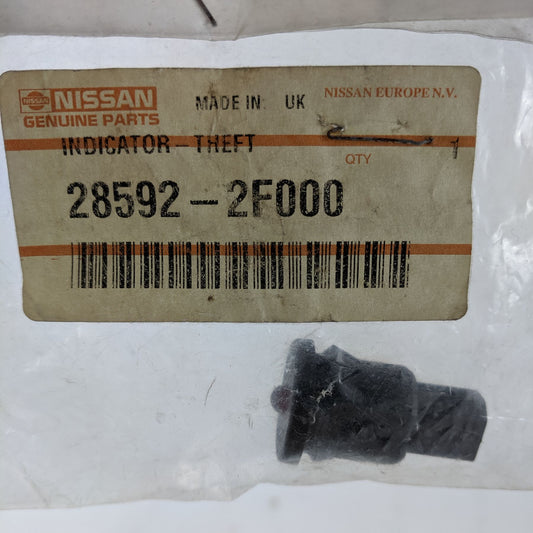 NISSAN
NISSAN
GENUINE PARTS
MADE IN UK
NISSAN EUROPE N.V.
INDICATOR-THEFT
QTY 1
28592-2F000